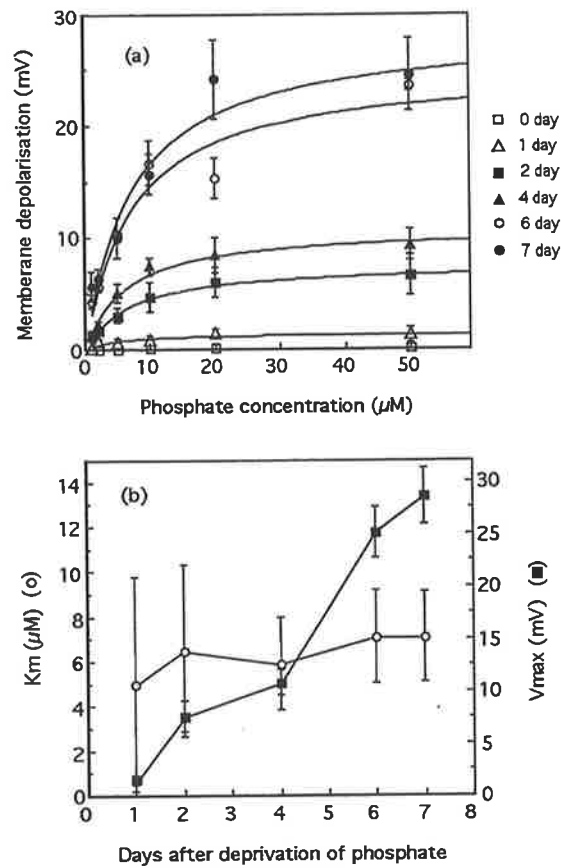 (a)
Membrane depolarisation (mV)
30
20
10
0
0 10 20 30 40 50
Phosphate concentration (μM)
0 day
1 day
2 day
4 day
6 day
7 day
(b)
Km (μM) (o)
14
12
10
8
6
4
2
0
Vmax (mV) (■)
30
25
20
15
10
5
0
0 1 2 3 4 5 6 7 8
Days after deprivation of phosphate